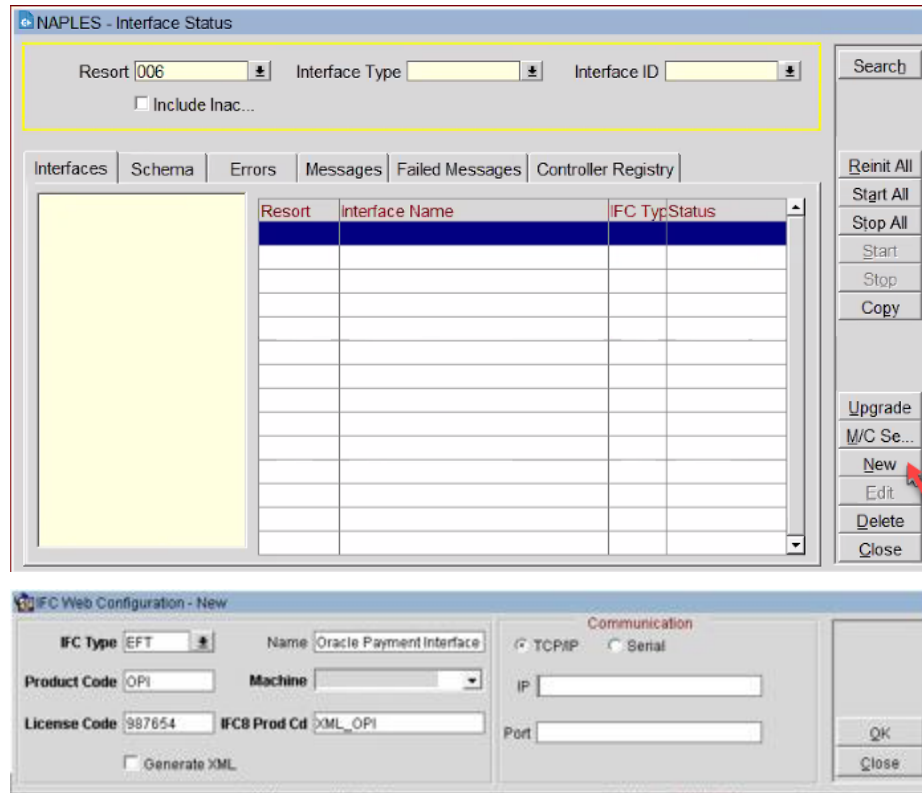 NAPLES - Interface Status
Resort 006 Interface Type Interface ID
Include Inac...
Search
Interfaces Schema Errors Messages Failed Messages Controller Registry
Resort Interface Name IFC Typ Status
Reinit All
Start All
Stop All
Start
Stop
Copy
Upgrade
M/C Se...
New
Edit
Delete
Close
IFC Web Configuration - New
IFC Type EFT Name Oracle Payment Interface
Product Code OPI Machine
License Code 987654 IFC8 Prod Cd XML_OPI
Generate XML
Communication
TCP/IP Serial
IP
Port
OK
Close